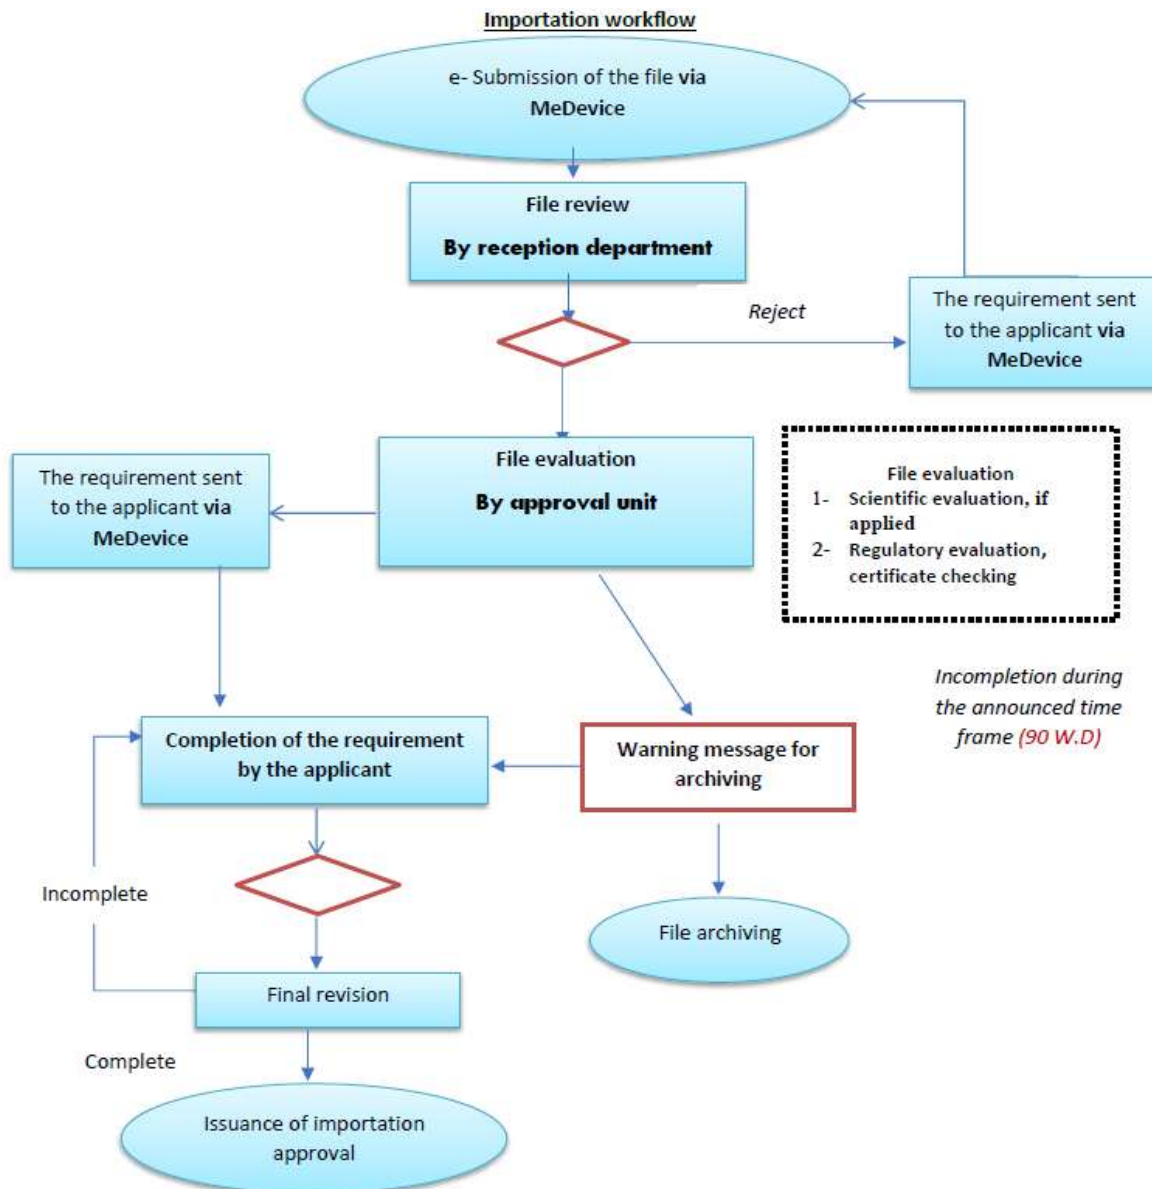 Importation workflow
e- Submission of the file via
MeDevice
File review
By reception department
Reject
The requirement sent
to the applicant via
MeDevice
File evaluation
By approval unit
The requirement sent
to the applicant via
MeDevice
File evaluation
1- Scientific evaluation, if
applied
2- Regulatory evaluation,
certificate checking
Incompletion during
the announced time
frame (90 W.D)
Completion of the requirement
by the applicant
Warning message for
archiving
Incomplete
File archiving
Final revision
Complete
Issuance of importation
approval